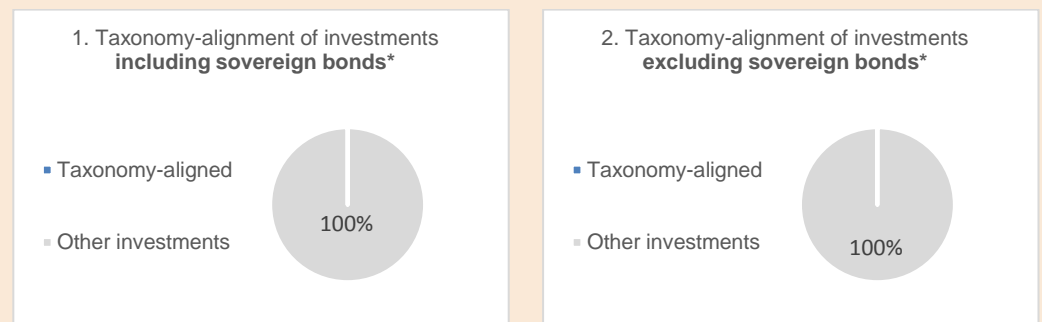 1. Taxonomy-alignment of investments
including sovereign bonds*
Taxonomy-aligned
Other investments
100%
2. Taxonomy-alignment of investments
excluding sovereign bonds*
Taxonomy-aligned
Other investments
100%